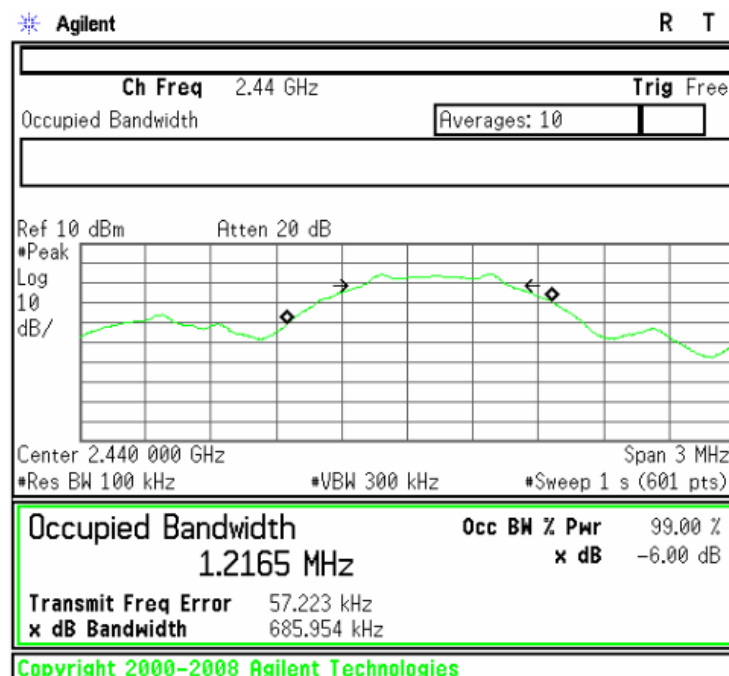 Agilent R T
Ch Freq 2.44 GHz Trig Free
Occupied Bandwidth Averages: 10
Ref 10 dBm Atten 20 dB
#Peak
Log
10
dB/
Center 2.440 000 GHz Span 3 MHz
#Res BW 100 kHz #VBW 300 kHz #Sweep 1 s (601 pts)
Occupied Bandwidth Occ BW % Pwr 99.00 %
1.2165 MHz x dB -6.00 dB
Transmit Freq Error 57.223 kHz
x dB Bandwidth 685.954 kHz
Copyright 2000-2008 Agilent Technologies